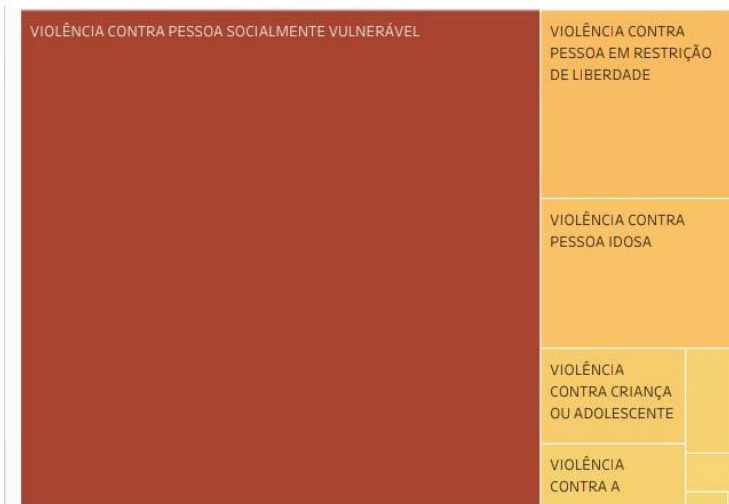 VIOLÊNCIA CONTRA PESSOA SOCIALMENTE VULNERÁVEL
VIOLÊNCIA CONTRA
PESSOA EM RESTRIÇÃO
DE LIBERDADE
VIOLÊNCIA CONTRA
PESSOA IDOSA
VIOLÊNCIA
CONTRA CRIANÇA
OU ADOLESCENTE
VIOLÊNCIA
CONTRA A